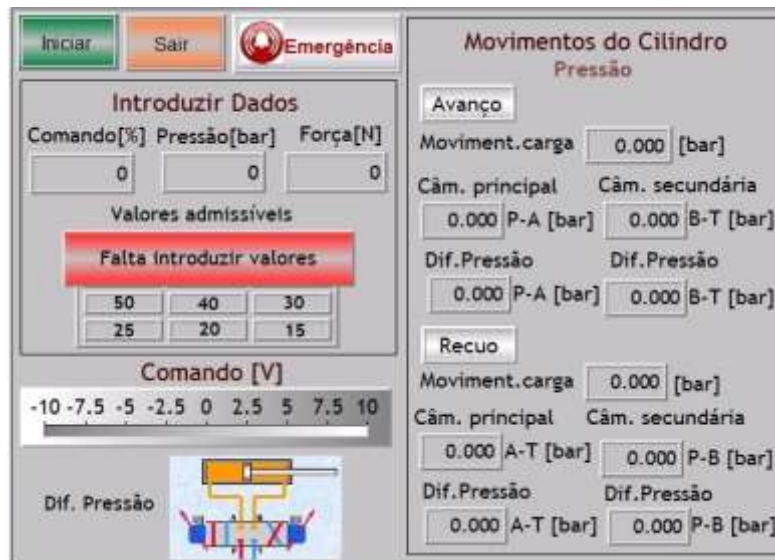 Iniciar Sair Emergência
Introduzir Dados
Comando[%] Pressão[bar] Força[N]
0 0 0
Valores admissíveis
Falta introduzir valores
50 40 30
25 20 15
Comando [V]
-10 -7.5 -5 -2.5 0 2.5 5 7.5 10
Dif. Pressão
Movimentos do Cilindro
Pressão
Avanço
Moviment.carga 0.000 [bar]
Câm. principal Câm. secundária
0.000 P-A [bar] 0.000 B-T [bar]
Dif.Pressão Dif.Pressão
0.000 P-A [bar] 0.000 B-T [bar]
Recuo
Moviment.carga 0.000 [bar]
Câm. principal Câm. secundária
0.000 A-T [bar] 0.000 P-B [bar]
Dif.Pressão Dif.Pressão
0.000 A-T [bar] 0.000 P-B [bar]